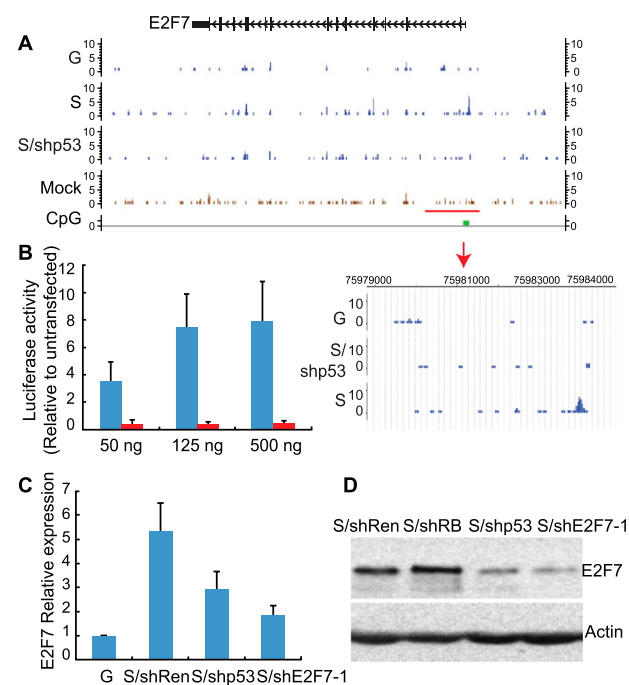 E2F7
A
G 10 5 0 10 5 0
S 10 5 0 10 5 0
S/shp53 10 5 0 10 5 0
Mock 10 5 0 10 5 0
CpG 0 0
B
Luciferase activity
(Relative to untransfected)
12
10
8
6
4
2
0
50 ng 125 ng 500 ng
75979000 75981000 75983000 75984000
G 10 0
S/ shp53 10 0
S 10 0
C
E2F7 Relative expression
7
6
5
4
3
2
1
0
G S/shRen S/shp53 S/shE2F7-1
D
S/shRen S/shRB S/shp53 S/shE2F7-1
E2F7
Actin